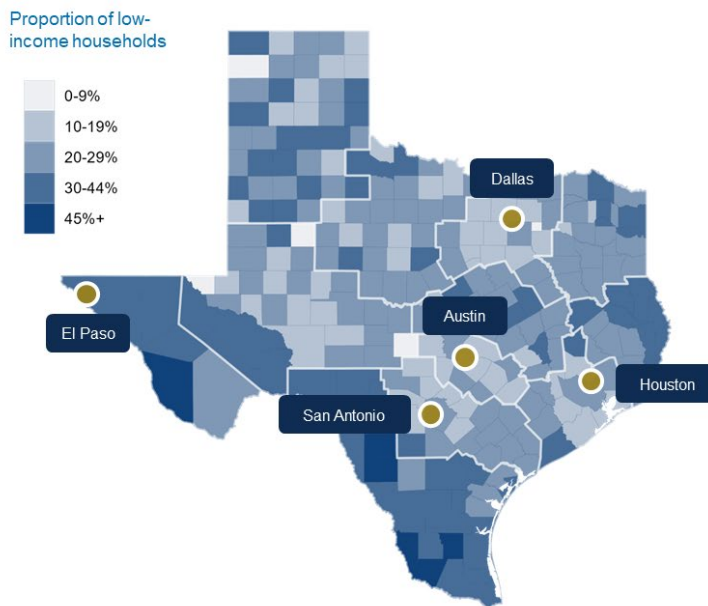 Proportion of low-
income households
0-9%
10-19%
20-29%
30-44%
45%+
Dallas
El Paso
Austin
Houston
San Antonio